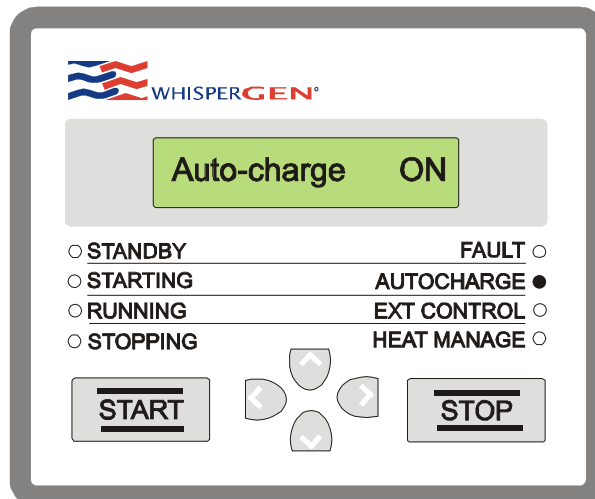 WHISPERGEN®
Auto-charge ON
STANDBY FAULT
STARTING AUTOCHARGE
RUNNING EXT CONTROL
STOPPING HEAT MANAGE
START STOP